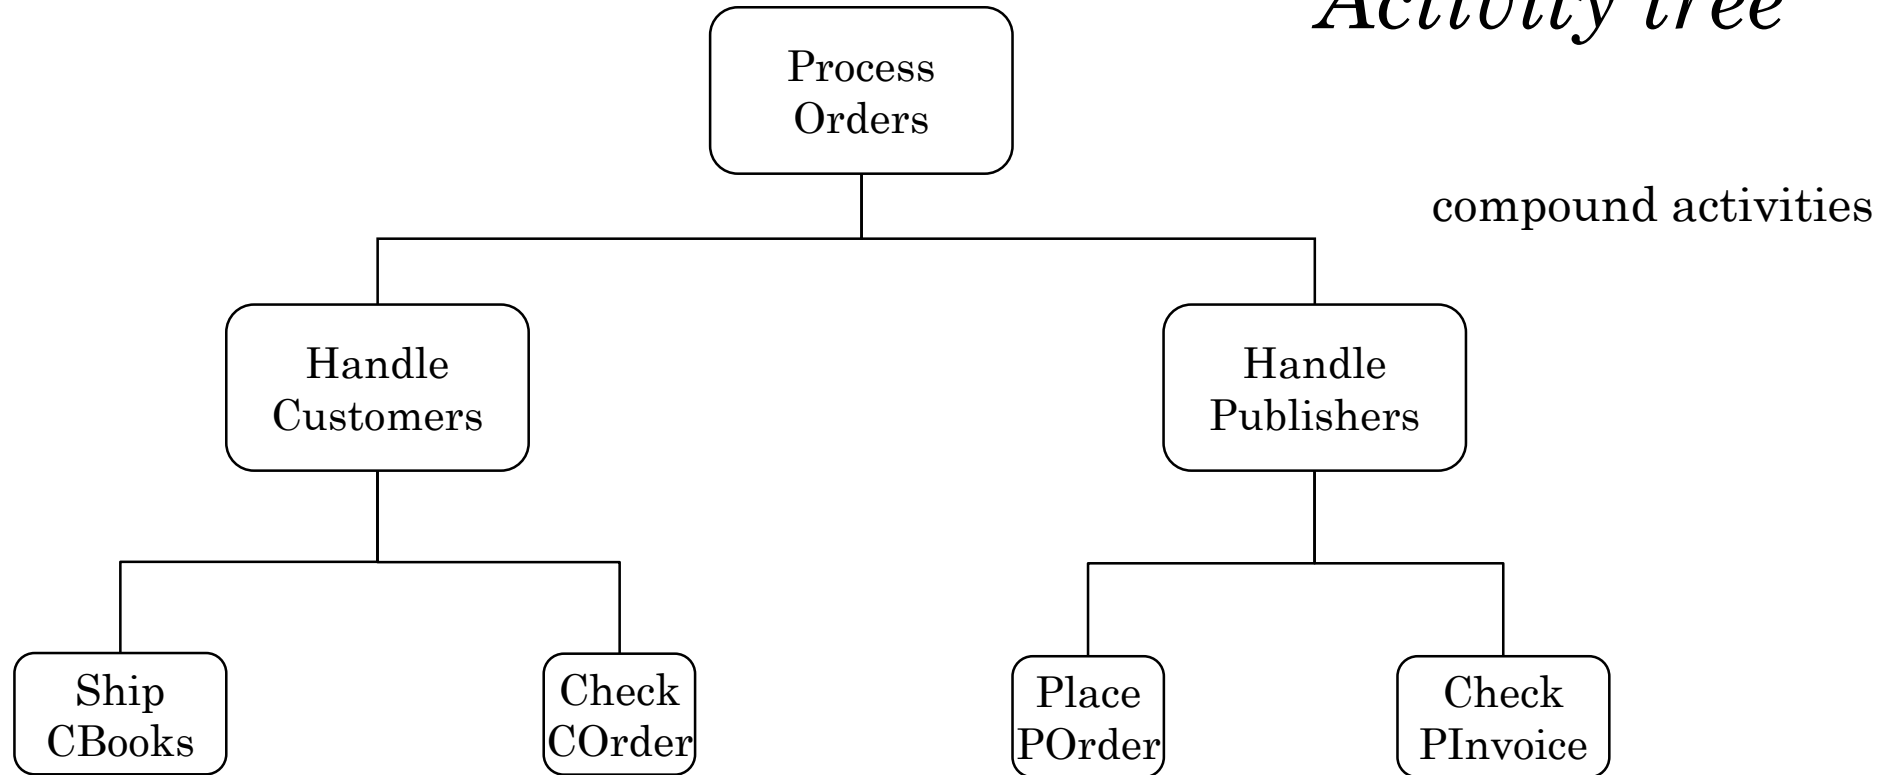 Activity tree
Process
Orders
compound activities
Handle
Customers
Handle
Publishers
Ship
CBooks
Check
COrder
Place
POrder
Check
PInvoice